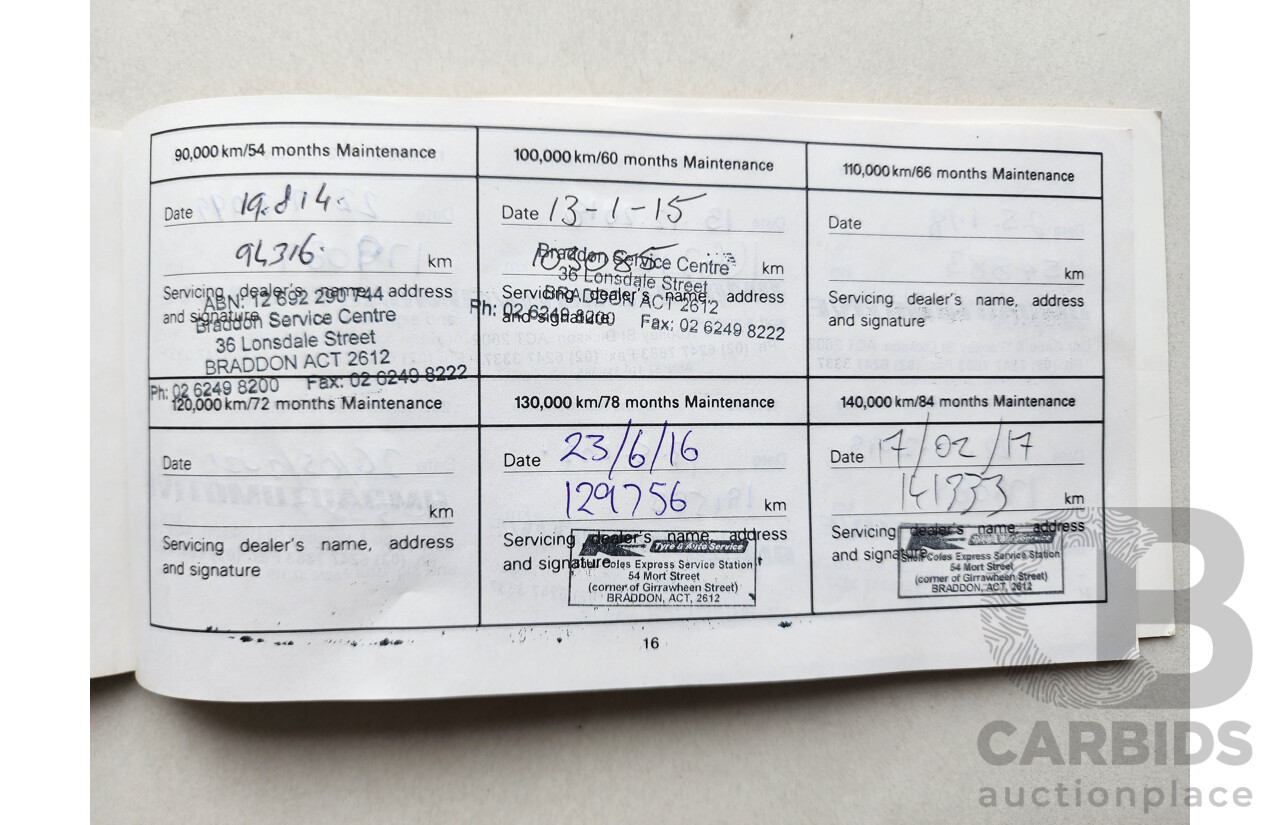 90,000 km/54 months Maintenance
Date 19.8.14.
94316. km
Servicing dealer's name, address
and signature
ABN: 12 692 290 744
Braddon Service Centre
36 Lonsdale Street
BRADDON ACT 2612
Ph: 02 6249 8200 Fax: 02 6249 8222
100,000 km/60 months Maintenance
Date 13-1-15
103085 km
Braddon Service Centre
36 Lonsdale Street
BRADDON ACT 2612
Ph: 02 6249 8200 Fax: 02 6249 8222
Servicing dealer's name, address
and signature
110,000 km/66 months Maintenance
Date
km
Servicing dealer's name, address
and signature
120,000 km/72 months Maintenance
Date
km
Servicing dealer's name, address
and signature
130,000 km/78 months Maintenance
Date 23/6/16
129756 km
Servicing dealer's name, address
and signature
Tyre & Auto Service
Coles Express Service Station
54 Mort Street
(corner of Girrawheen Street)
BRADDON, ACT, 2612
140,000 km/84 months Maintenance
Date 17/02/17
141333 km
Servicing dealer's name, address
and signature
Shell Coles Express Service Station
54 Mort Street
(corner of Girrawheen Street)
BRADDON, ACT, 2612
16
CARBIDS
auctionplace